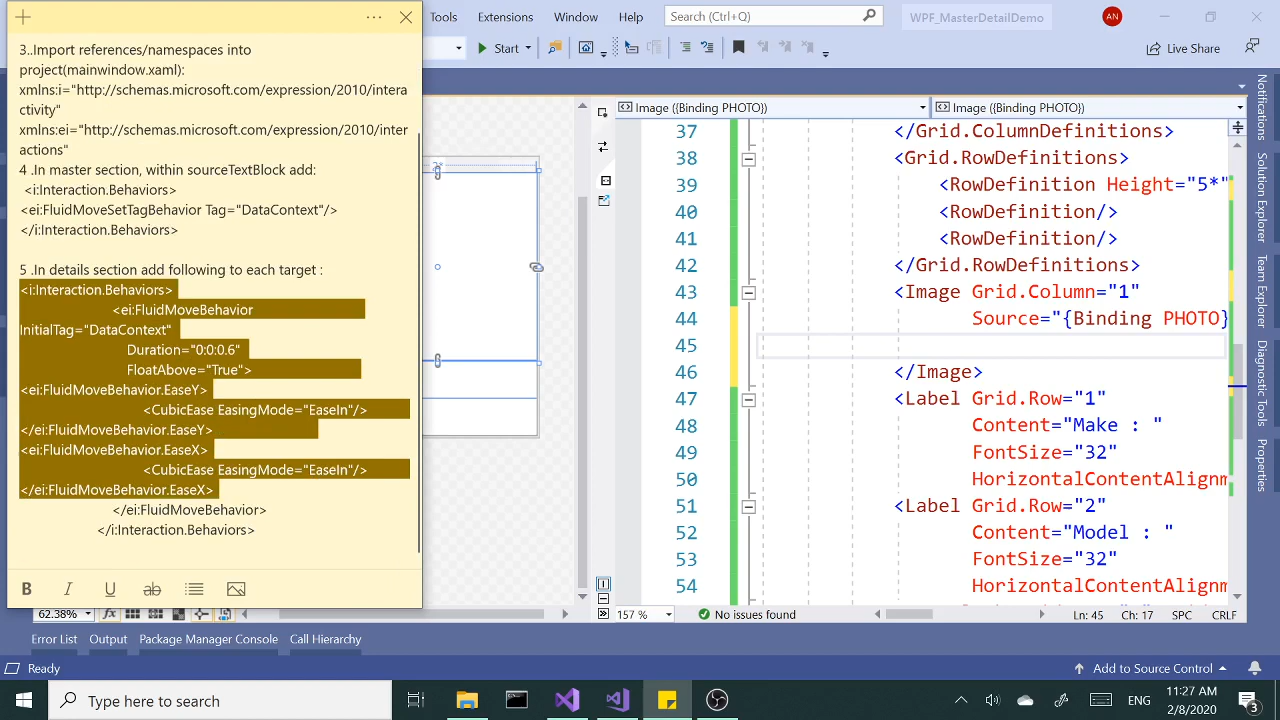 Tools Extensions Window Help Search (Ctrl+Q) WPF_MasterDetailDemo AN
Start Live Share
3..Import references/namespaces into
project(mainwindow.xaml):
xmlns:i="http://schemas.microsoft.com/expression/2010/intera
ctivity"
xmlns:ei="http://schemas.microsoft.com/expression/2010/inter
actions"
4 .In master section, within sourceTextBlock add:
<i:Interaction.Behaviors>
<ei:FluidMoveSetTagBehavior Tag="DataContext"/>
</i:Interaction.Behaviors>
5 .In details section add following to each target :
<i:Interaction.Behaviors>
<ei:FluidMoveBehavior
InitialTag="DataContext"
Duration="0:0:0.6"
FloatAbove="True">
<ei:FluidMoveBehavior.EaseY>
<CubicEase EasingMode="EaseIn"/>
</ei:FluidMoveBehavior.EaseY>
<ei:FluidMoveBehavior.EaseX>
<CubicEase EasingMode="EaseIn"/>
</ei:FluidMoveBehavior.EaseX>
</ei:FluidMoveBehavior>
</i:Interaction.Behaviors>
B I U ab
2*
Image ({Binding PHOTO}) Image ({Binding PHOTO})
37 </Grid.ColumnDefinitions>
38 <Grid.RowDefinitions>
39 <RowDefinition Height="5*"
40 <RowDefinition/>
41 <RowDefinition/>
42 </Grid.RowDefinitions>
43 <Image Grid.Column="1"
44 Source="{Binding PHOTO}
45
46 </Image>
47 <Label Grid.Row="1"
48 Content="Make : "
49 FontSize="32"
50 HorizontalContentAlignm
51 <Label Grid.Row="2"
52 Content="Model : "
53 FontSize="32"
54 HorizontalContentAlignm
Notifications
Solution Explorer
Team Explorer
Diagnostic Tools
Properties
62.38% fx 157 % No issues found Ln: 45 Ch: 17 SPC CRLF
Error List Output Package Manager Console Call Hierarchy
Ready Add to Source Control
Type here to search ENG 11:27 AM
2/8/2020 3